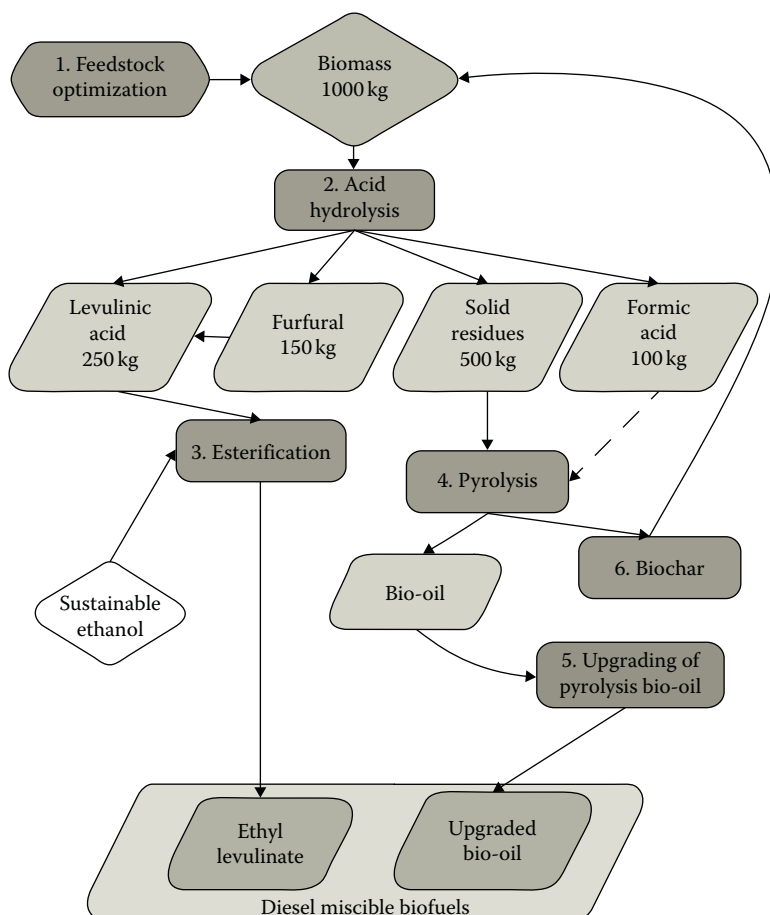 1. Feedstock
optimization
Biomass
1000 kg
2. Acid
hydrolysis
Levulinic
acid
250 kg
Furfural
150 kg
Solid
residues
500 kg
Formic
acid
100 kg
3. Esterification
4. Pyrolysis
Sustainable
ethanol
Bio-oil
6. Biochar
5. Upgrading of
pyrolysis bio-oil
Ethyl
levulinate
Upgraded
bio-oil
Diesel miscible biofuels